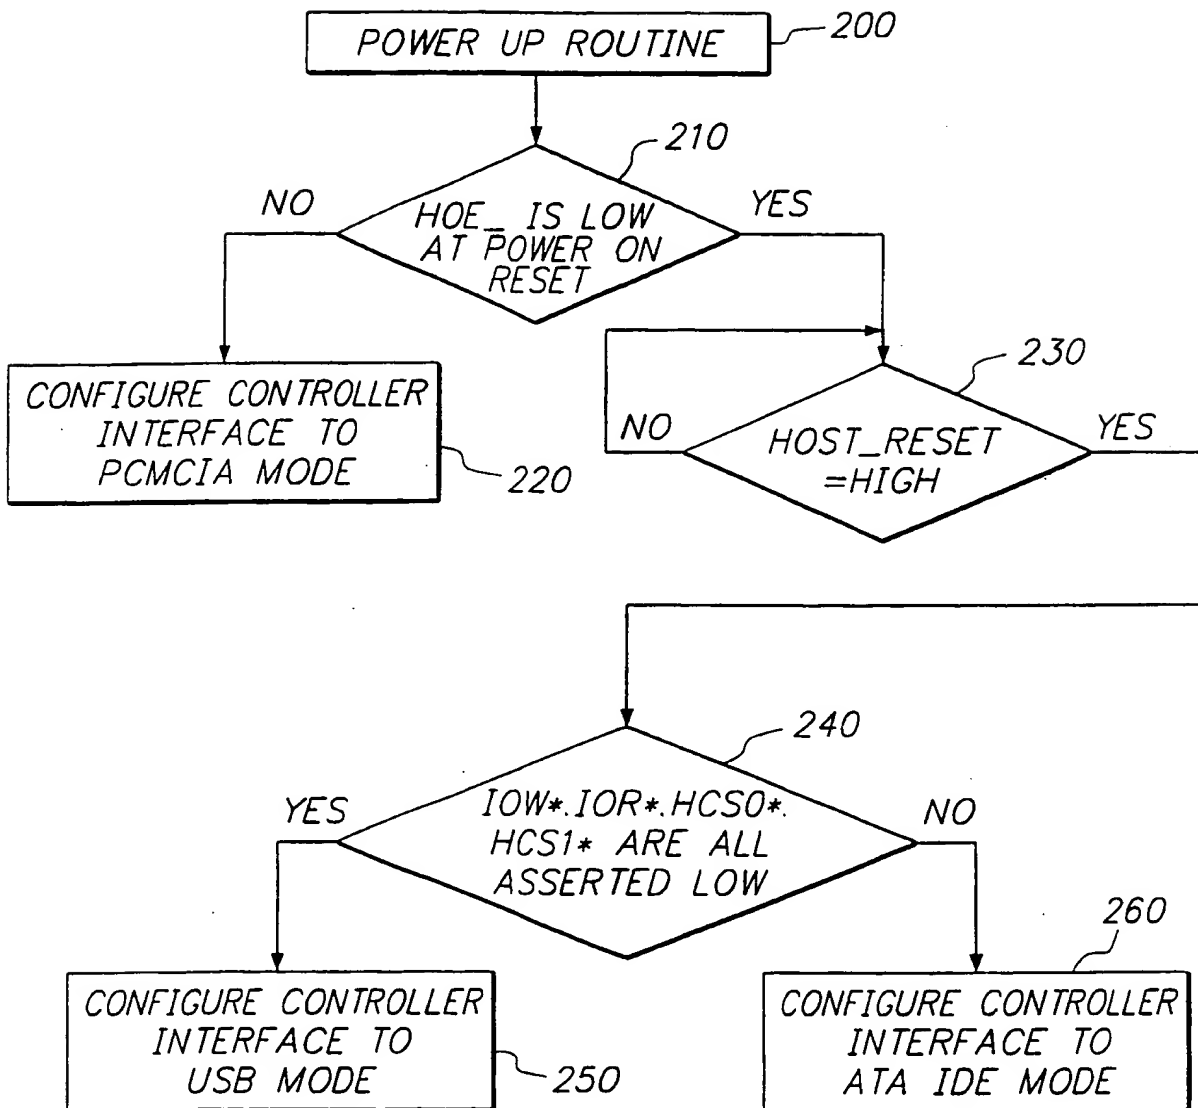 POWER UP ROUTINE
200
210
NO
YES
HOE_ IS LOW
AT POWER ON
RESET
230
CONFIGURE CONTROLLER
INTERFACE TO
PCMCIA MODE
220
NO
YES
HOST_RESET
=HIGH
240
YES
NO
IOW*.IOR*.HCS0*.
HCS1* ARE ALL
ASSERTED LOW
260
CONFIGURE CONTROLLER
INTERFACE TO
USB MODE
250
CONFIGURE CONTROLLER
INTERFACE TO
ATA IDE MODE